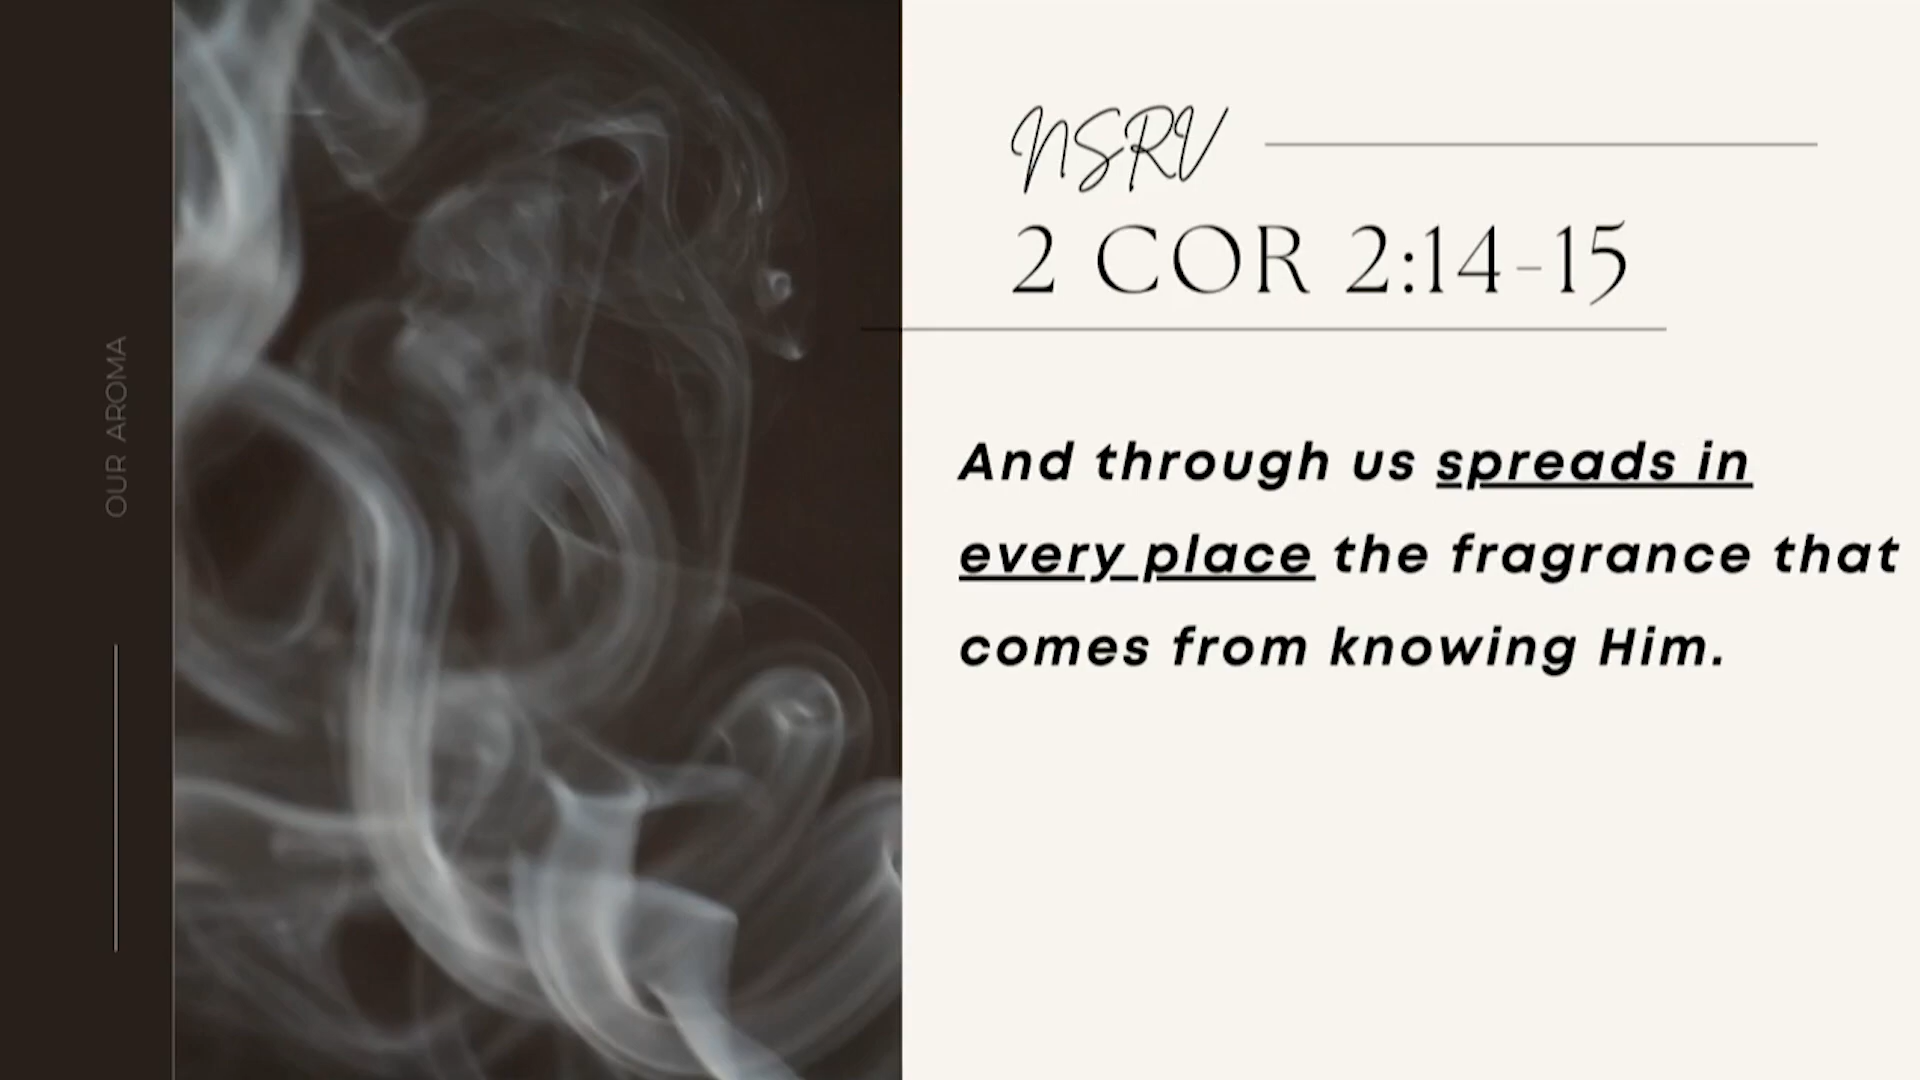 OUR AROMA
NSRV
2 COR 2:14-15
And through us spreads in
every place the fragrance that
comes from knowing Him.